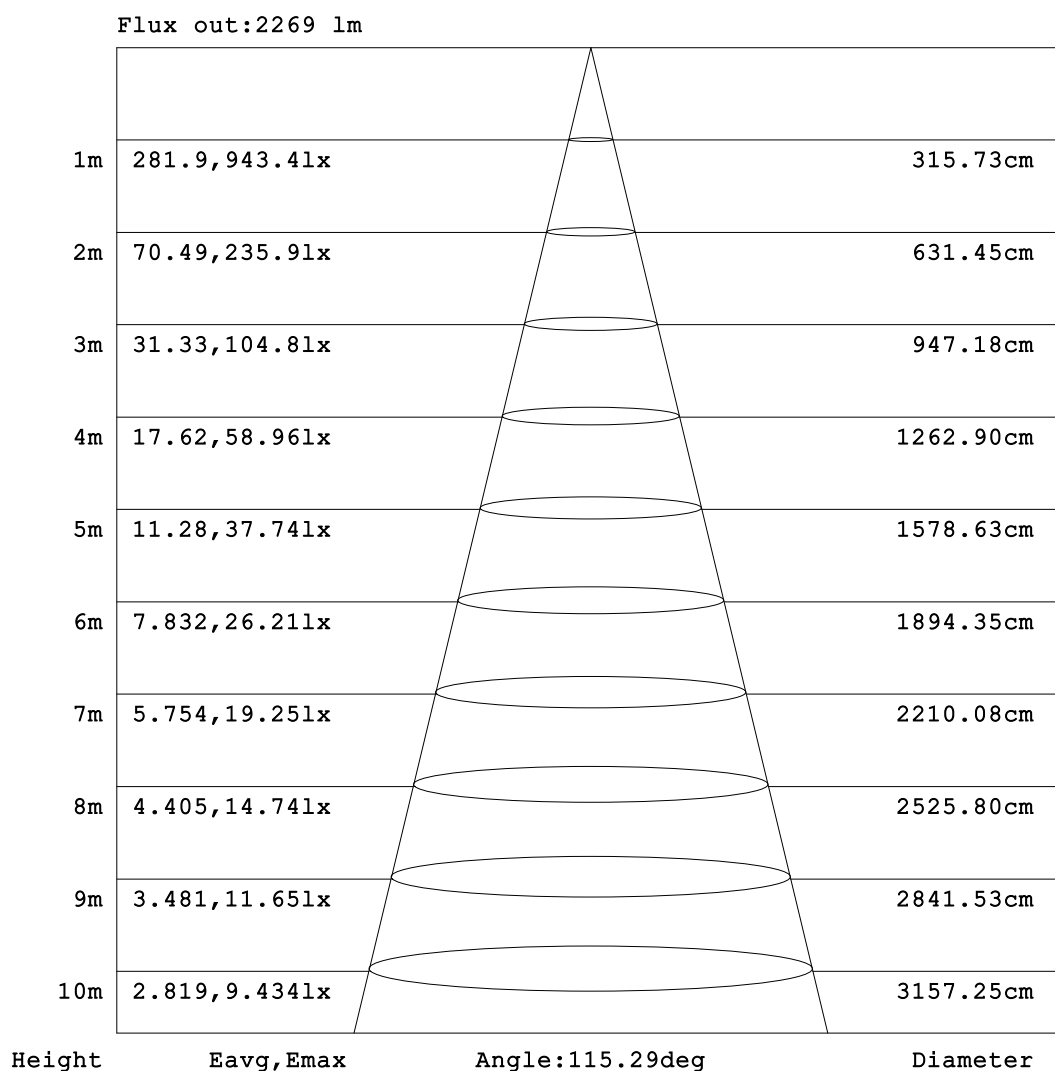 Flux out:2269 lm
1m 281.9,943.4lx 315.73cm
2m 70.49,235.9lx 631.45cm
3m 31.33,104.8lx 947.18cm
4m 17.62,58.96lx 1262.90cm
5m 11.28,37.74lx 1578.63cm
6m 7.832,26.21lx 1894.35cm
7m 5.754,19.25lx 2210.08cm
8m 4.405,14.74lx 2525.80cm
9m 3.481,11.65lx 2841.53cm
10m 2.819,9.434lx 3157.25cm
Height Eavg,Emax Angle:115.29deg Diameter